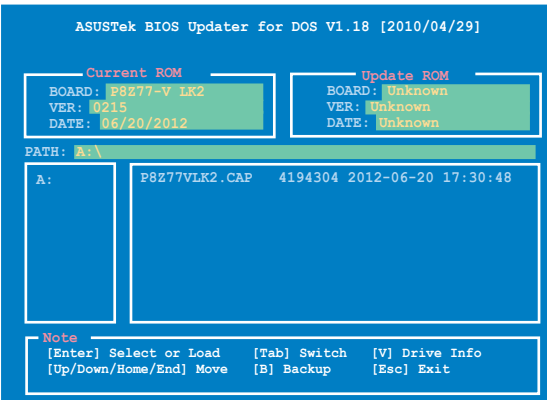 ASUSTek BIOS Updater for DOS V1.18 [2010/04/29]
Current ROM
BOARD: P8Z77-V LK2
VER: 0215
DATE: 06/20/2012
Update ROM
BOARD: Unknown
VER: Unknown
DATE: Unknown
PATH: A:\
A:
P8Z77VLK2.CAP 4194304 2012-06-20 17:30:48
Note
[Enter] Select or Load [Tab] Switch [V] Drive Info
[Up/Down/Home/End] Move [B] Backup [Esc] Exit